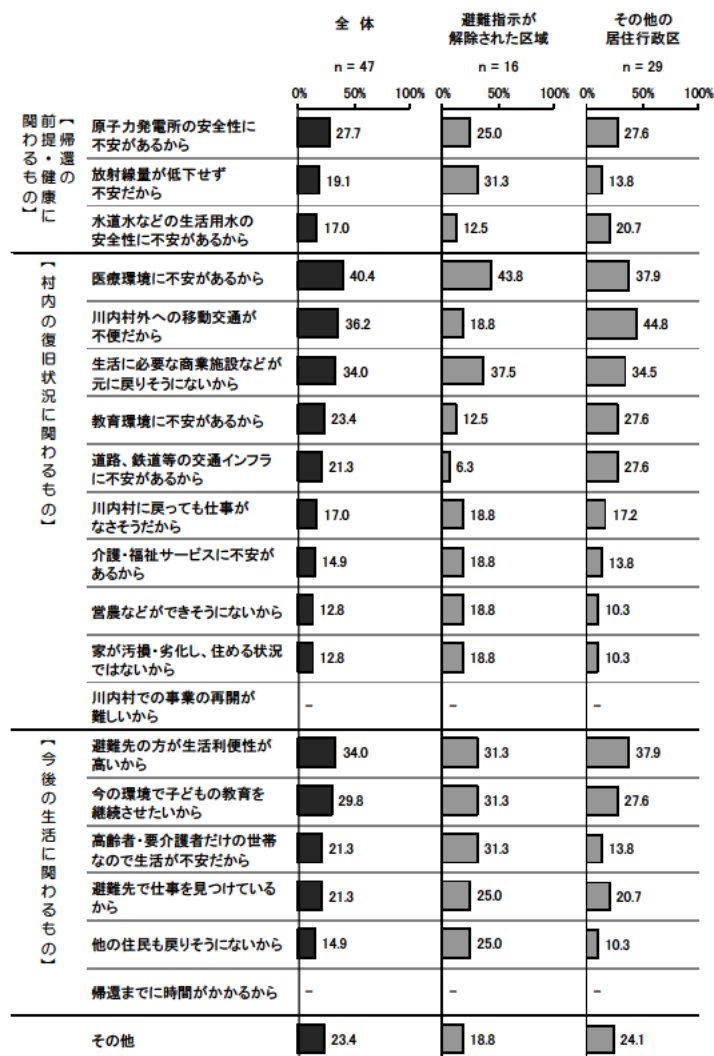 全 体
避難指示が
解除された区域
その他の
居住行政区
n = 47
n = 16
n = 29
0% 50% 100%
0% 50% 100%
0% 50% 100%
【帰還の
前提・健康に
関わるもの】
原子力発電所の安全性に
不安があるから
27.7 25.0 27.6
放射線量が低下せず
不安だから
19.1 31.3 13.8
水道水などの生活用水の
安全性に不安があるから
17.0 12.5 20.7
【村内の復旧状況に関わるもの】
医療環境に不安があるから
40.4 43.8 37.9
川内村外への移動交通が
不便だから
36.2 18.8 44.8
生活に必要な商業施設などが
元に戻りそうにないから
34.0 37.5 34.5
教育環境に不安があるから
23.4 12.5 27.6
道路、鉄道等の交通インフラ
に不安があるから
21.3 6.3 27.6
川内村に戻っても仕事が
なさそうだから
17.0 18.8 17.2
介護・福祉サービスに不安が
あるから
14.9 18.8 13.8
営農などができそうにないから
12.8 18.8 10.3
家が汚損・劣化し、住める状況
ではないから
12.8 18.8 10.3
川内村での事業の再開が
難しいから
－ － －
【今後の生活に関わるもの】
避難先の方が生活利便性が
高いから
34.0 31.3 37.9
今の環境で子どもの教育を
継続させたいから
29.8 31.3 27.6
高齢者・要介護者だけの世帯
なので生活が不安だから
21.3 31.3 13.8
避難先で仕事を見つけている
から
21.3 25.0 20.7
他の住民も戻りそうにないから
14.9 25.0 10.3
帰還までに時間がかかるから
－ － －
その他
23.4 18.8 24.1